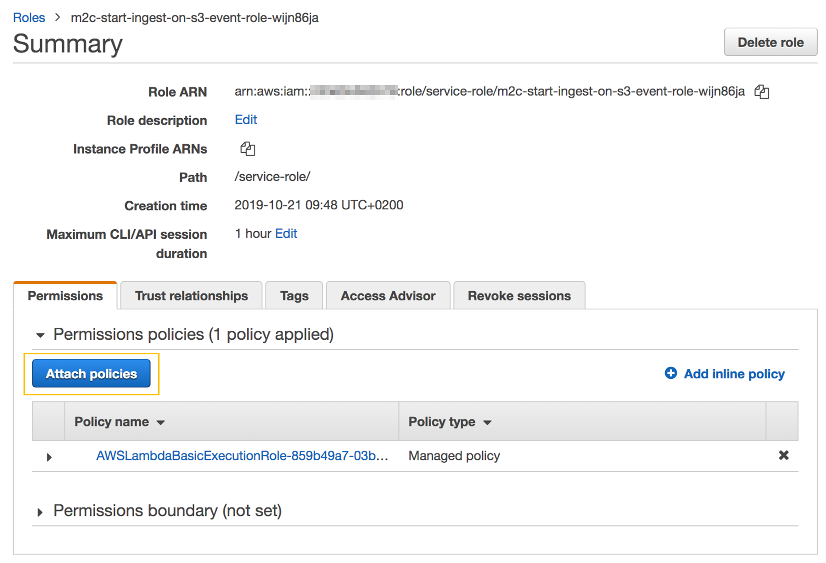 Roles > m2c-start-ingest-on-s3-event-role-wijn86ja
Summary
Delete role
Role ARN arn:aws:iam:: :role/service-role/m2c-start-ingest-on-s3-event-role-wijn86ja
Role description Edit
Instance Profile ARNs
Path /service-role/
Creation time 2019-10-21 09:48 UTC+0200
Maximum CLI/API session 1 hour Edit
duration
Permissions Trust relationships Tags Access Advisor Revoke sessions
Permissions policies (1 policy applied)
Attach policies Add inline policy
Policy name Policy type
AWSLambdaBasicExecutionRole-859b49a7-03b... Managed policy
Permissions boundary (not set)